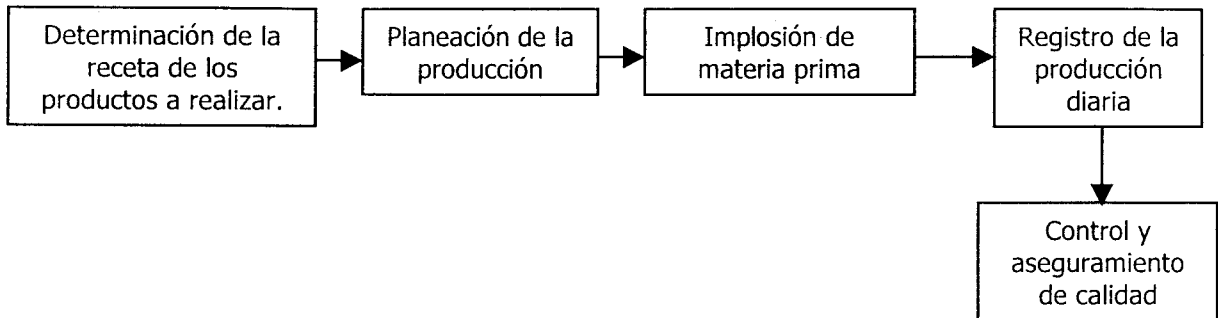 Determinación de la
receta de los
productos a realizar.
Planeación de la
producción
Implosión de
materia prima
Registro de la
producción
diaria
Control y
aseguramiento
de calidad